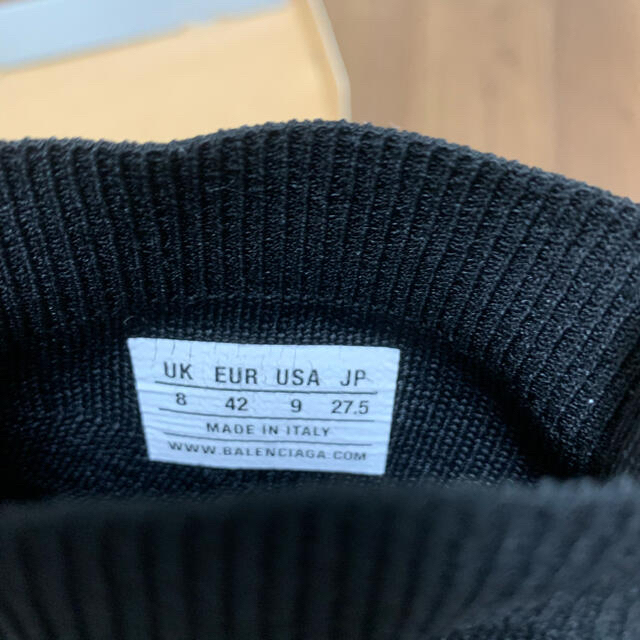 UK EUR USA JP
8 42 9 27.5
MADE IN ITALY
WWW.BALENCIAGA.COM